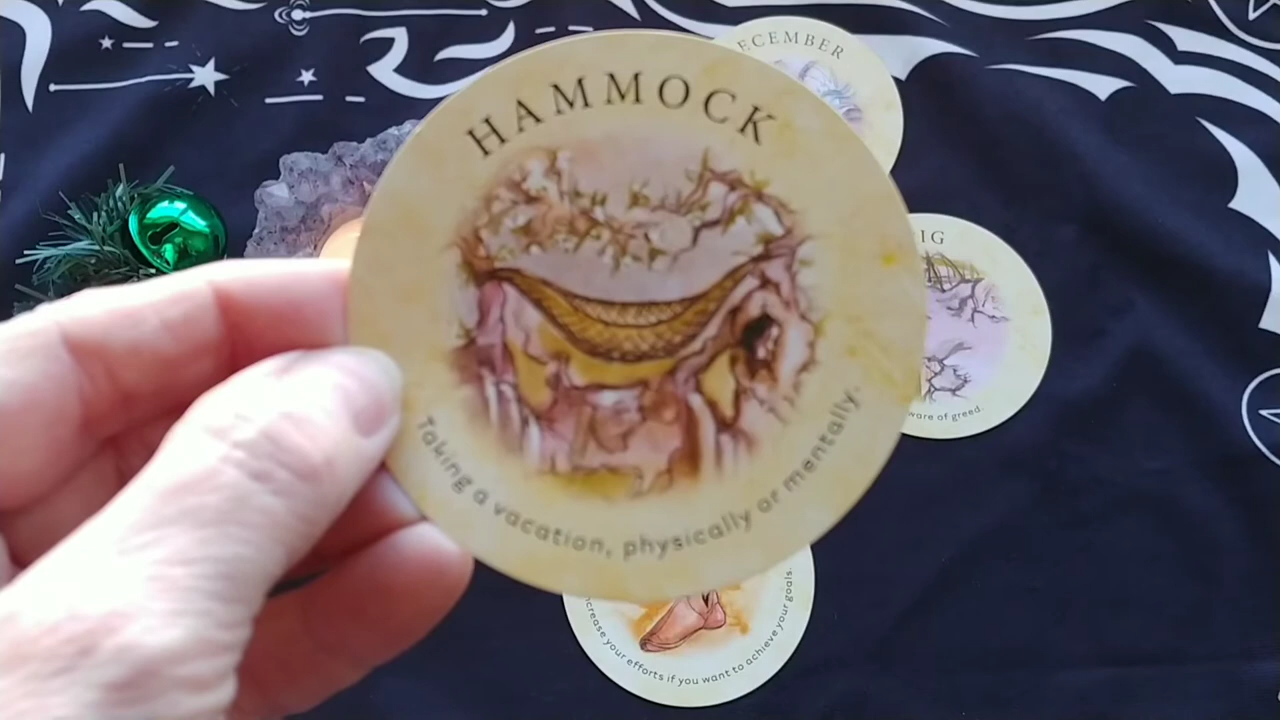 HAMMOCK
Taking a vacation, physically or mentally.
ECEMBER
IG
ware of greed.
ncrease your efforts if you want to achieve your goals.